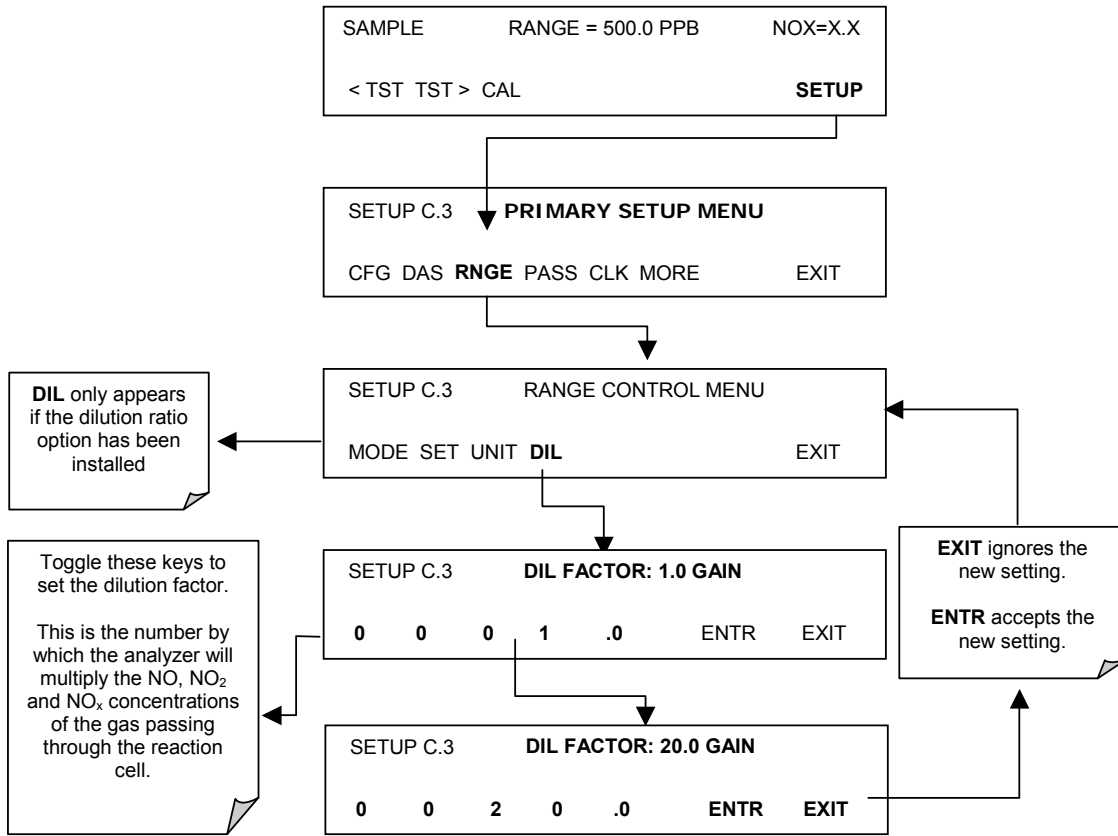 SAMPLE RANGE = 500.0 PPB NOX=X.X
< TST TST > CAL SETUP
SETUP C.3 PRIMARY SETUP MENU
CFG DAS RNGE PASS CLK MORE EXIT
DIL only appears
if the dilution ratio
option has been
installed
SETUP C.3 RANGE CONTROL MENU
MODE SET UNIT DIL EXIT
Toggle these keys to
set the dilution factor.
This is the number by
which the analyzer will
multiply the NO, NO₂
and NOₓ concentrations
of the gas passing
through the reaction
cell.
SETUP C.3 DIL FACTOR: 1.0 GAIN
0 0 0 1 .0 ENTR EXIT
EXIT ignores the
new setting.
ENTR accepts the
new setting.
SETUP C.3 DIL FACTOR: 20.0 GAIN
0 0 2 0 .0 ENTR EXIT